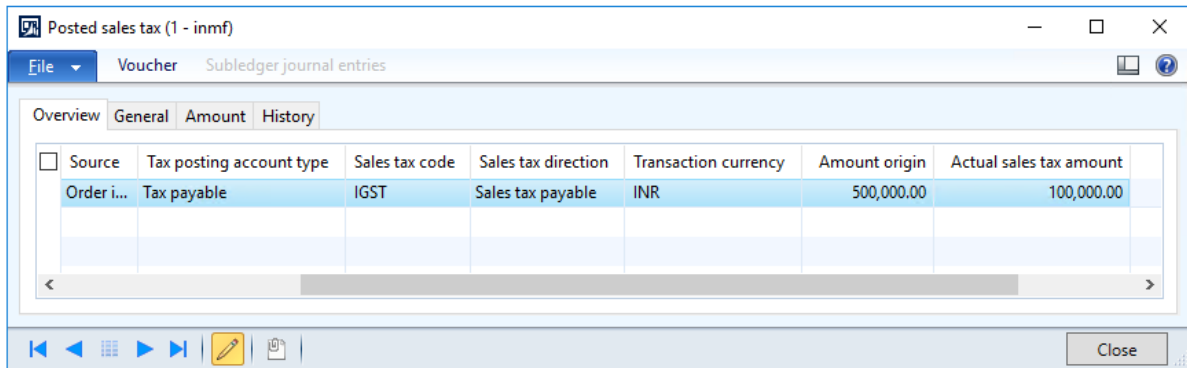 Posted sales tax (1 - inmf)
File Voucher Subledger journal entries
Overview General Amount History
Source Tax posting account type Sales tax code Sales tax direction Transaction currency Amount origin Actual sales tax amount
Order i... Tax payable IGST Sales tax payable INR 500,000.00 100,000.00
Close